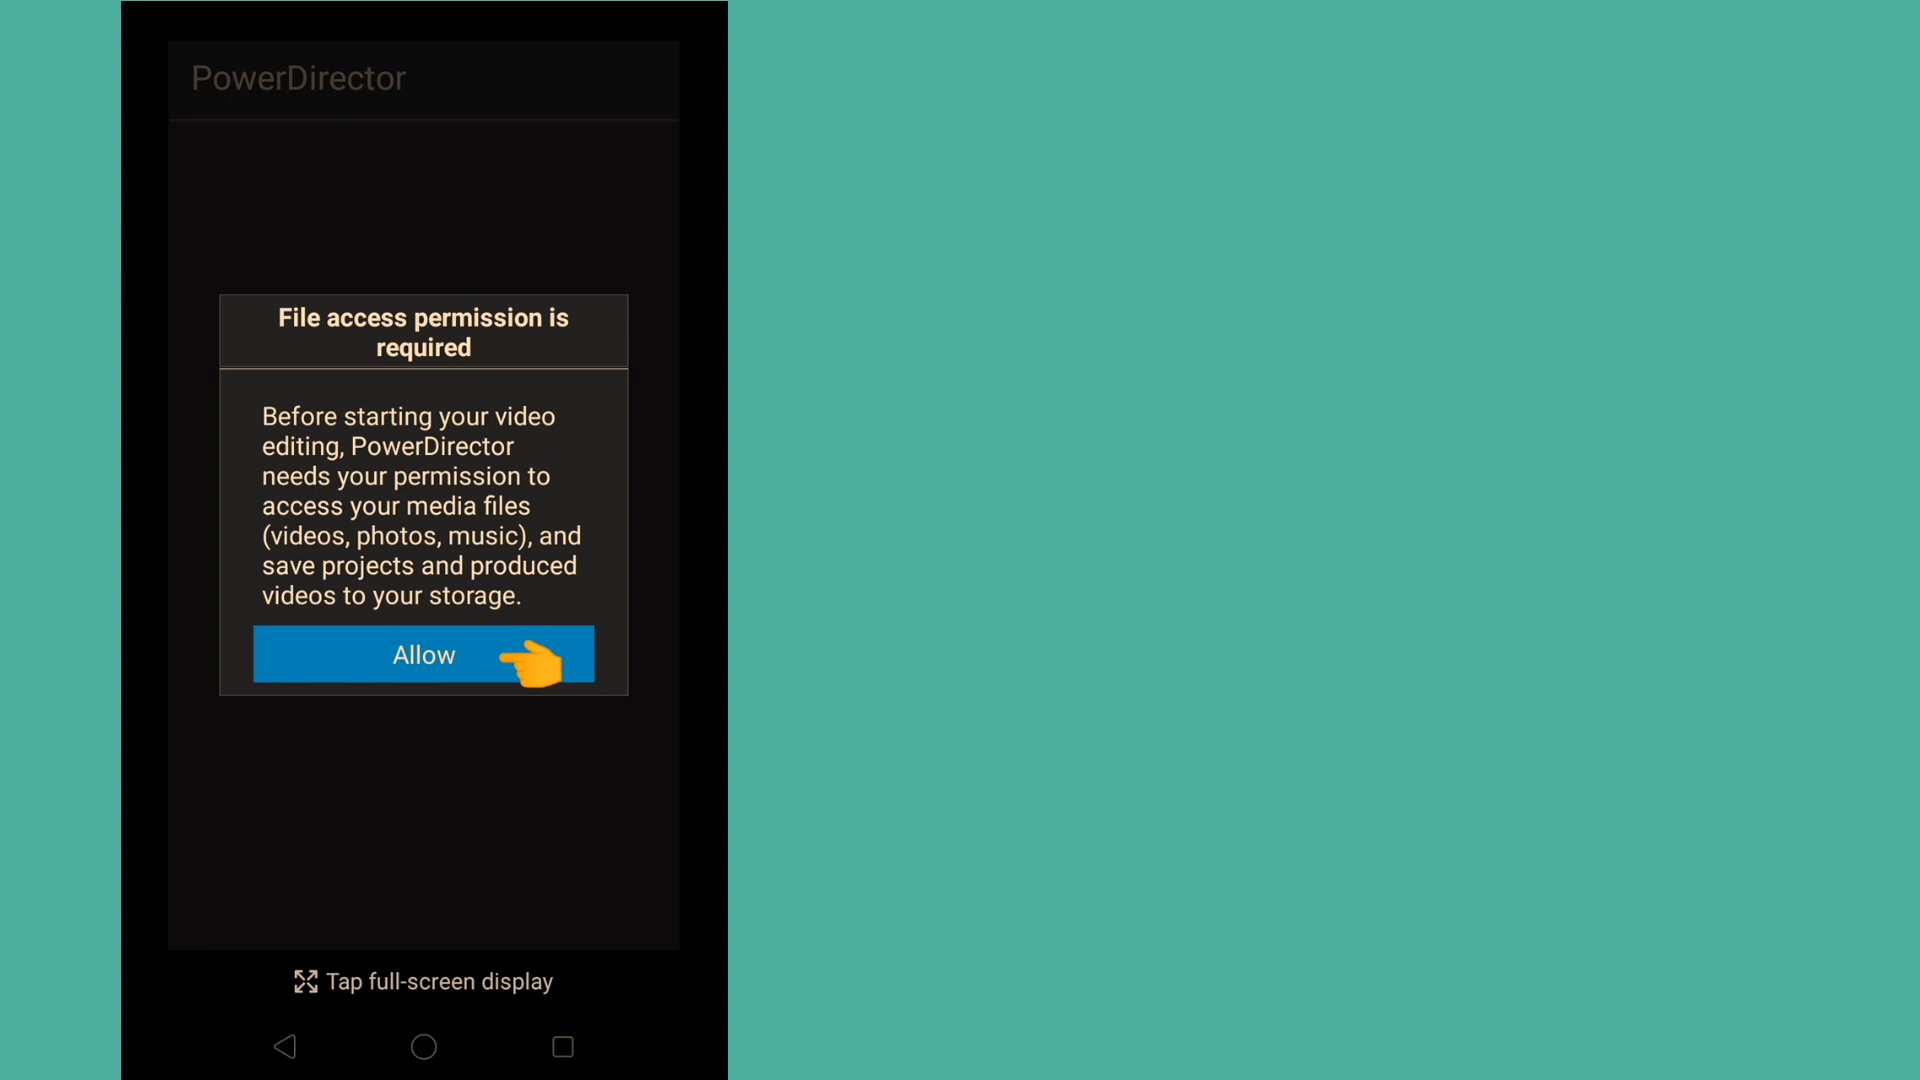 PowerDirector
File access permission is
required
Before starting your video
editing, PowerDirector
needs your permission to
access your media files
(videos, photos, music), and
save projects and produced
videos to your storage.
Allow
Tap full-screen display